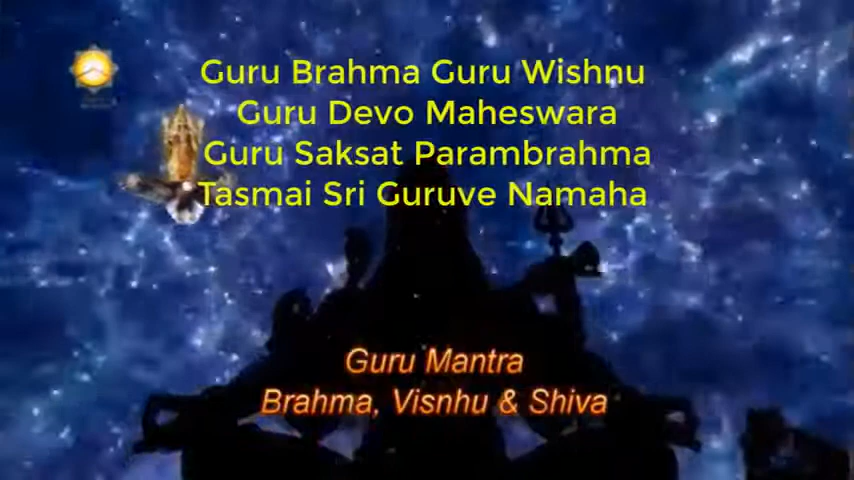 Guru Brahma Guru Wishnu
Guru Devo Maheswara
Guru Saksat Parambrahma
Tasmai Sri Guruve Namaha
Guru Mantra
Brahma, Visnhu & Shiva